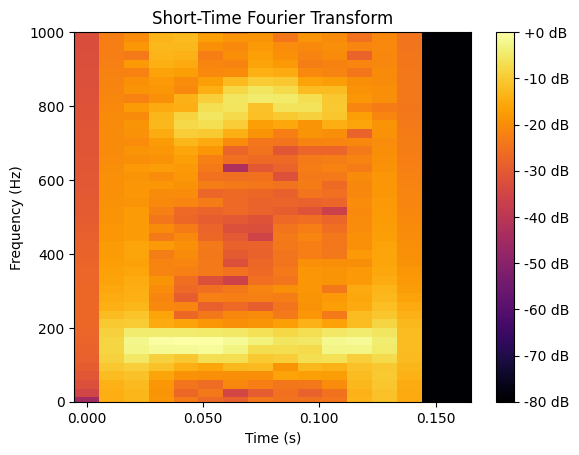 Short-Time Fourier Transform
Frequency (Hz)
1000
800
600
400
200
0
0.000
0.050
0.100
0.150
Time (s)
+0 dB
-10 dB
-20 dB
-30 dB
-40 dB
-50 dB
-60 dB
-70 dB
-80 dB